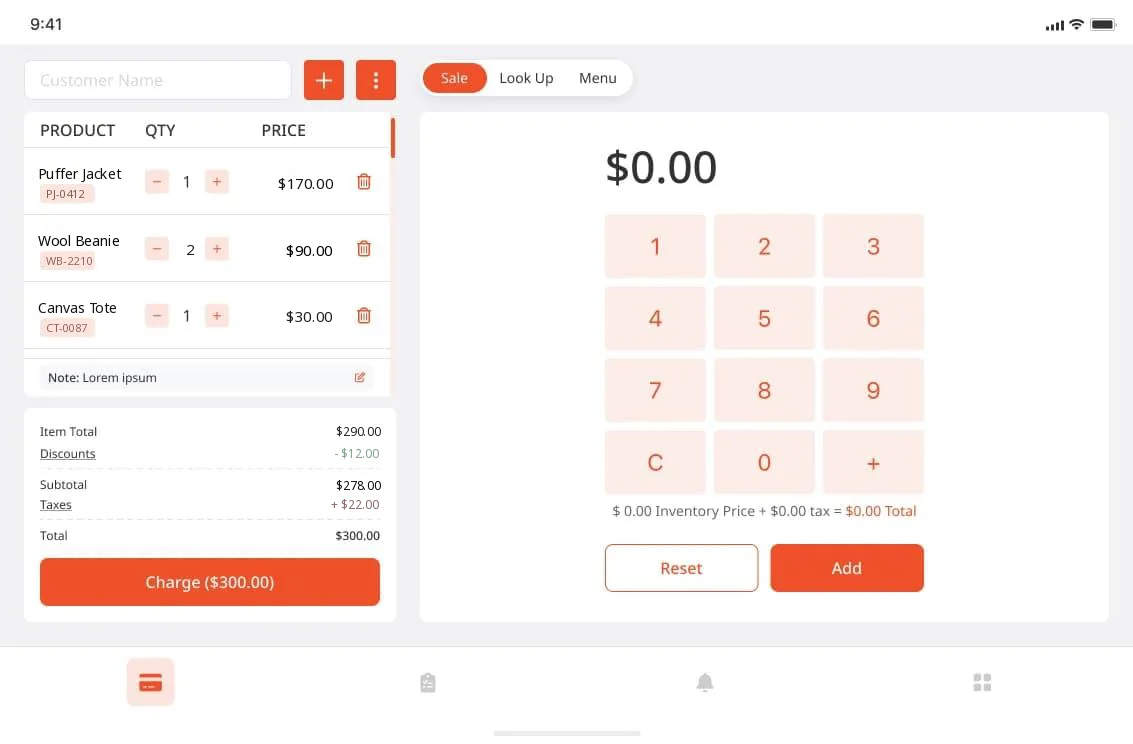 9:41
Customer Name
+
Sale Look Up Menu
PRODUCT QTY PRICE
Puffer Jacket
PJ-0412
− 1 + $170.00
Wool Beanie
WB-2210
− 2 + $90.00
Canvas Tote
CT-0087
− 1 + $30.00
Note: Lorem ipsum
Item Total $290.00
Discounts - $12.00
Subtotal $278.00
Taxes + $22.00
Total $300.00
Charge ($300.00)
$0.00
1 2 3
4 5 6
7 8 9
C 0 +
$ 0.00 Inventory Price + $0.00 tax = $0.00 Total
Reset Add